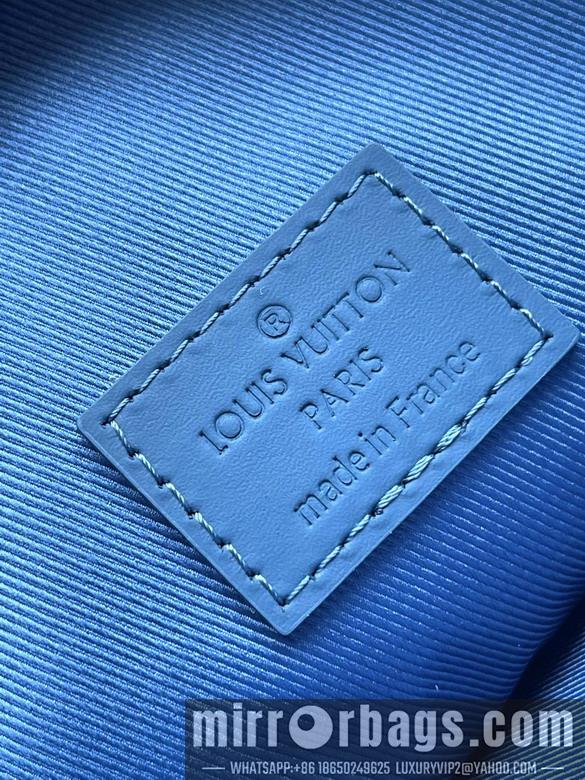 ®
LOUIS VUITTON
PARIS
made in France
mirrorbags.com
WHATSAPP:+86 18650249625 LUXURYVIP2@YAHOO.COM